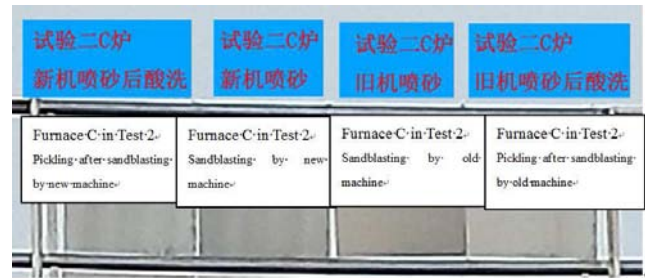 试验二C炉
新机喷砂后酸洗
试验二C炉
新机喷砂
试验二C炉
旧机喷砂
试验二C炉
旧机喷砂后酸洗
Furnace·C·in·Test·2
Pickling·after·sandblasting·
by·new·machine
Furnace·C·in·Test·2
Sandblasting· by· new·
machine
Furnace·C·in·Test·2
Sandblasting· by· old·
machine
Furnace·C·in·Test·2
Pickling·after·sandblasting·
by·old·machine